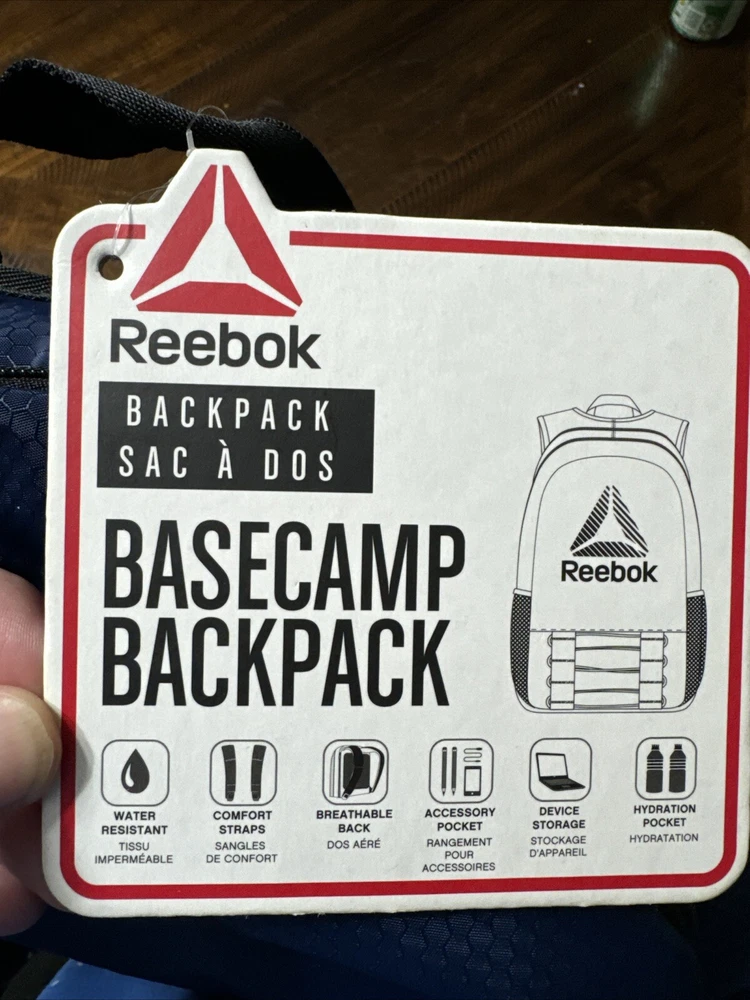 Reebok
BACKPACK
SAC À DOS
BASECAMP
BACKPACK
Reebok
WATER
RESISTANT
TISSU
IMPERMÉABLE
COMFORT
STRAPS
SANGLES
DE CONFORT
BREATHABLE
BACK
DOS AÉRÉ
ACCESSORY
POCKET
RANGEMENT
POUR
ACCESSOIRES
DEVICE
STORAGE
STOCKAGE
D'APPAREIL
HYDRATION
POCKET
HYDRATATION